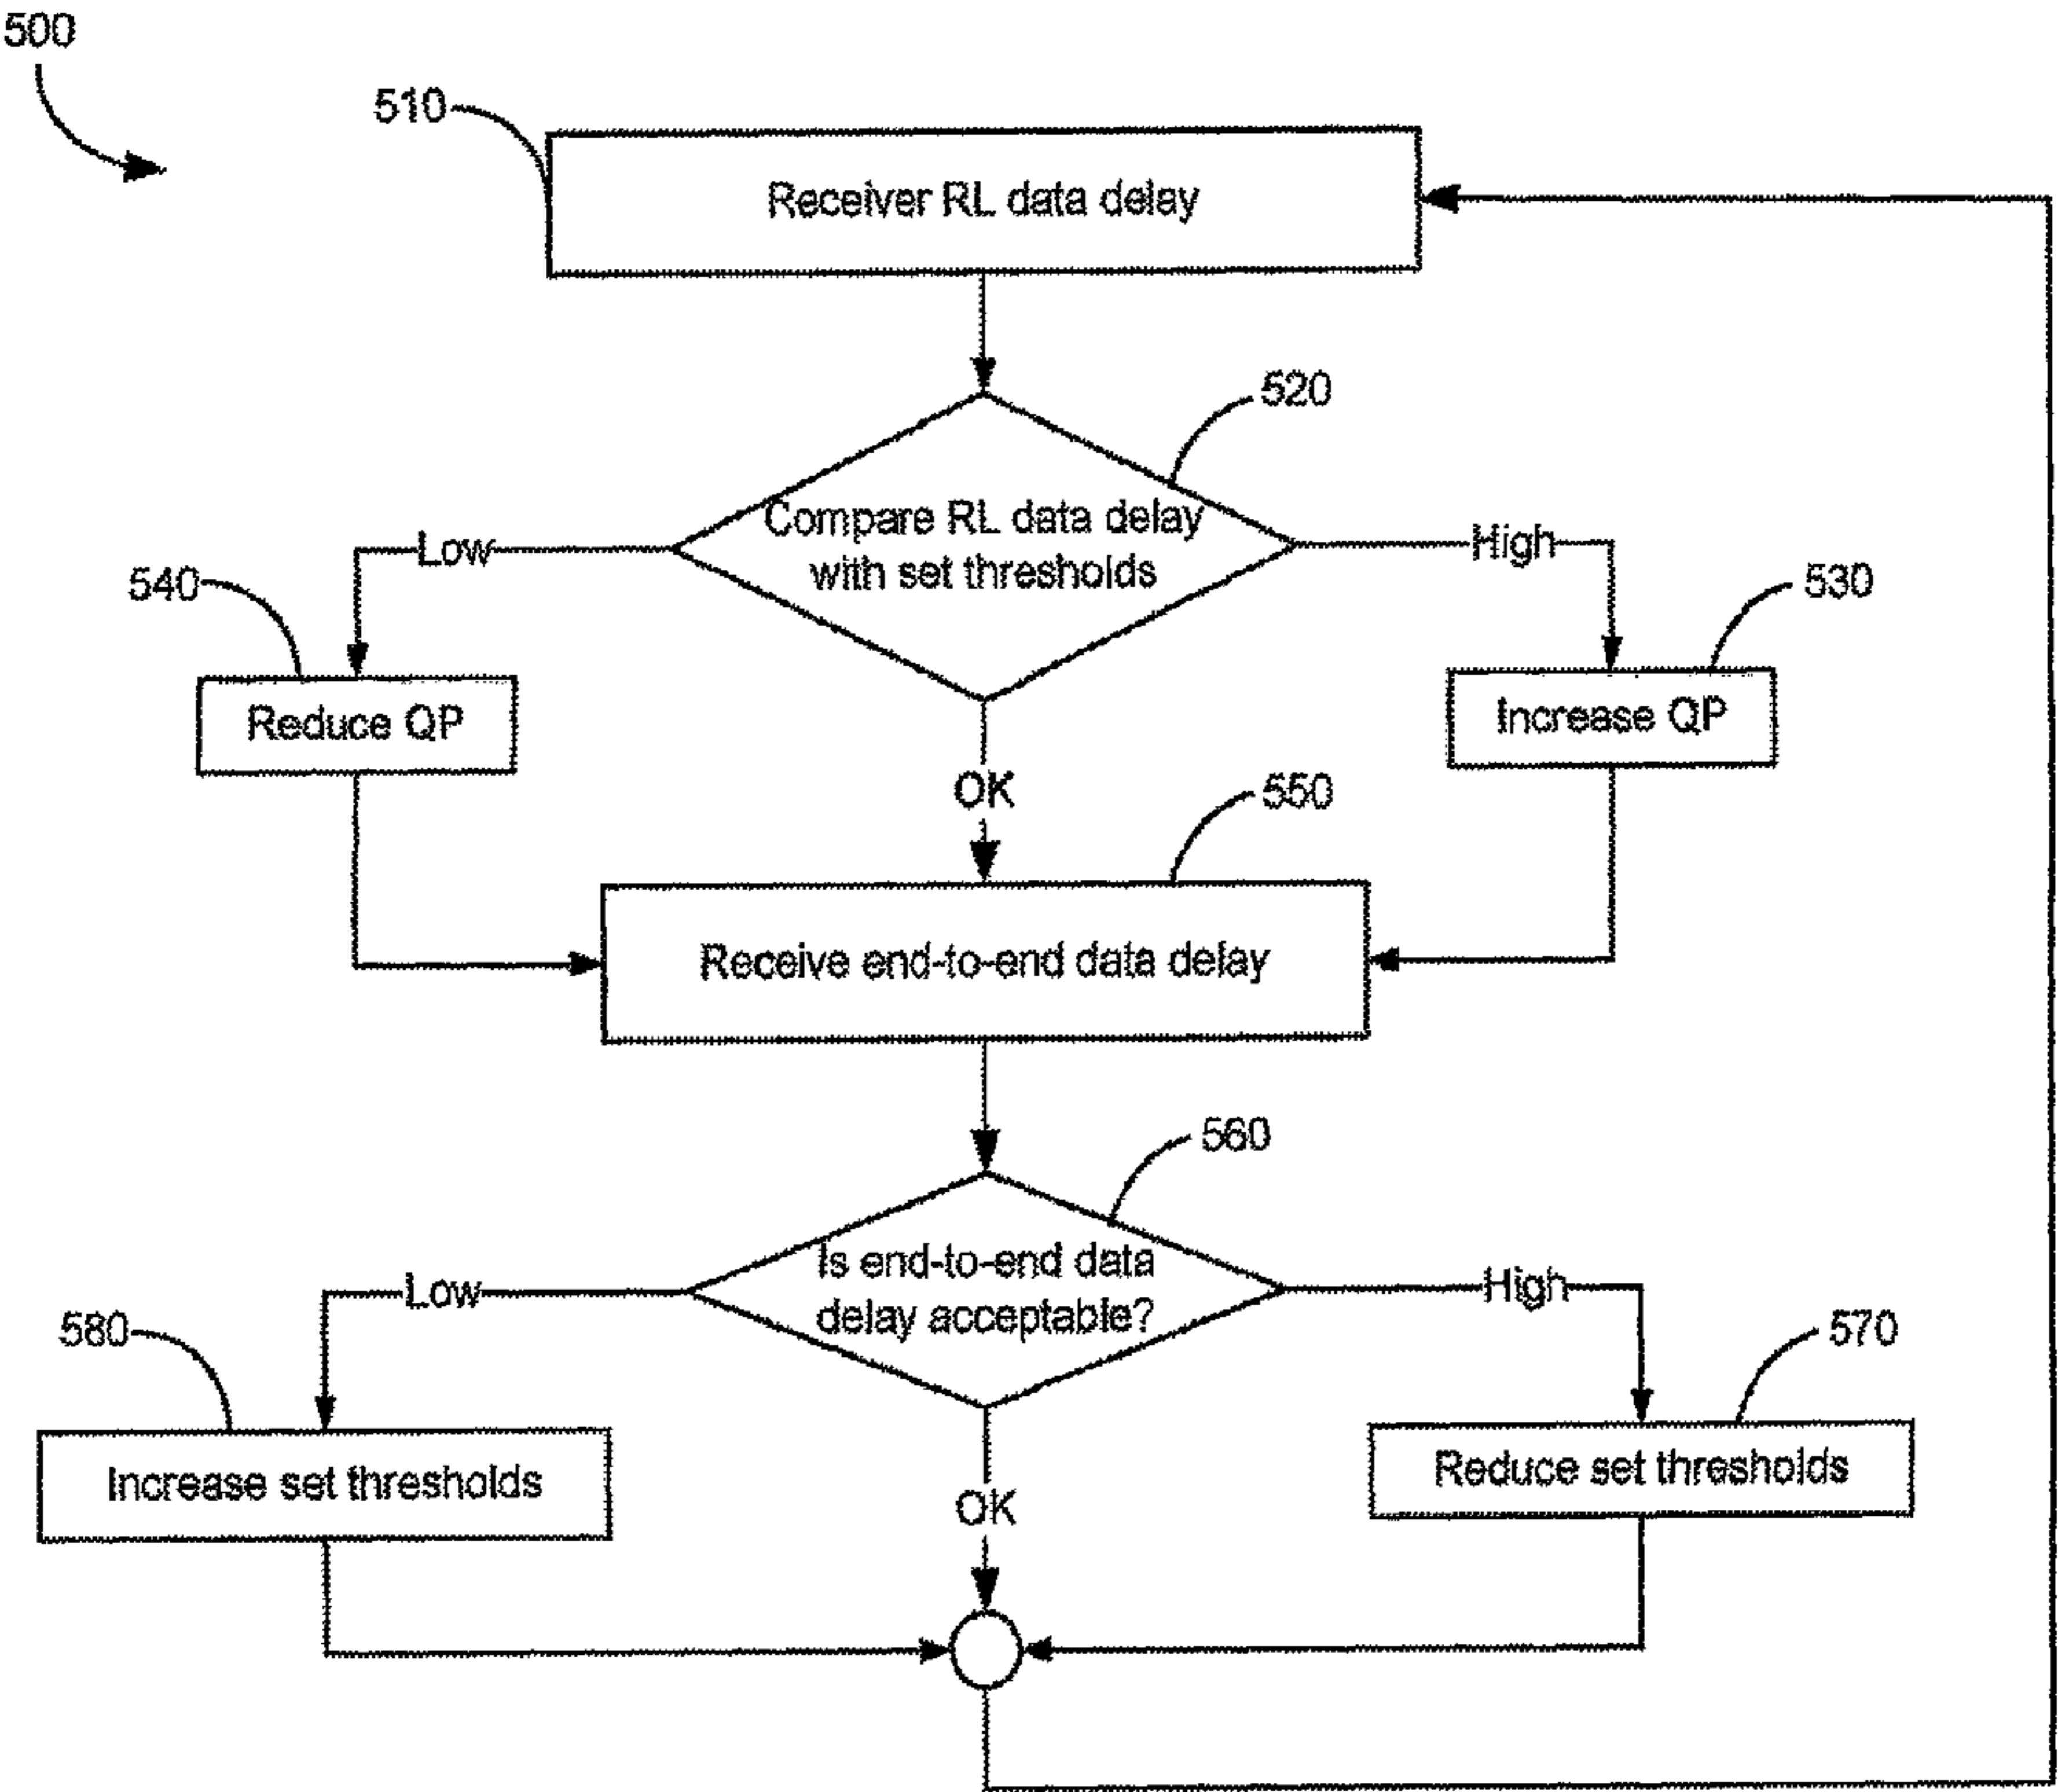 500
510
Receiver RL data delay
520
Compare RL data delay
with set thresholds
Low
High
540
530
Reduce QP
Increase QP
OK
550
Receive end-to-end data delay
560
Is end-to-end data
delay acceptable?
Low
High
580
570
Increase set thresholds
Reduce set thresholds
OK